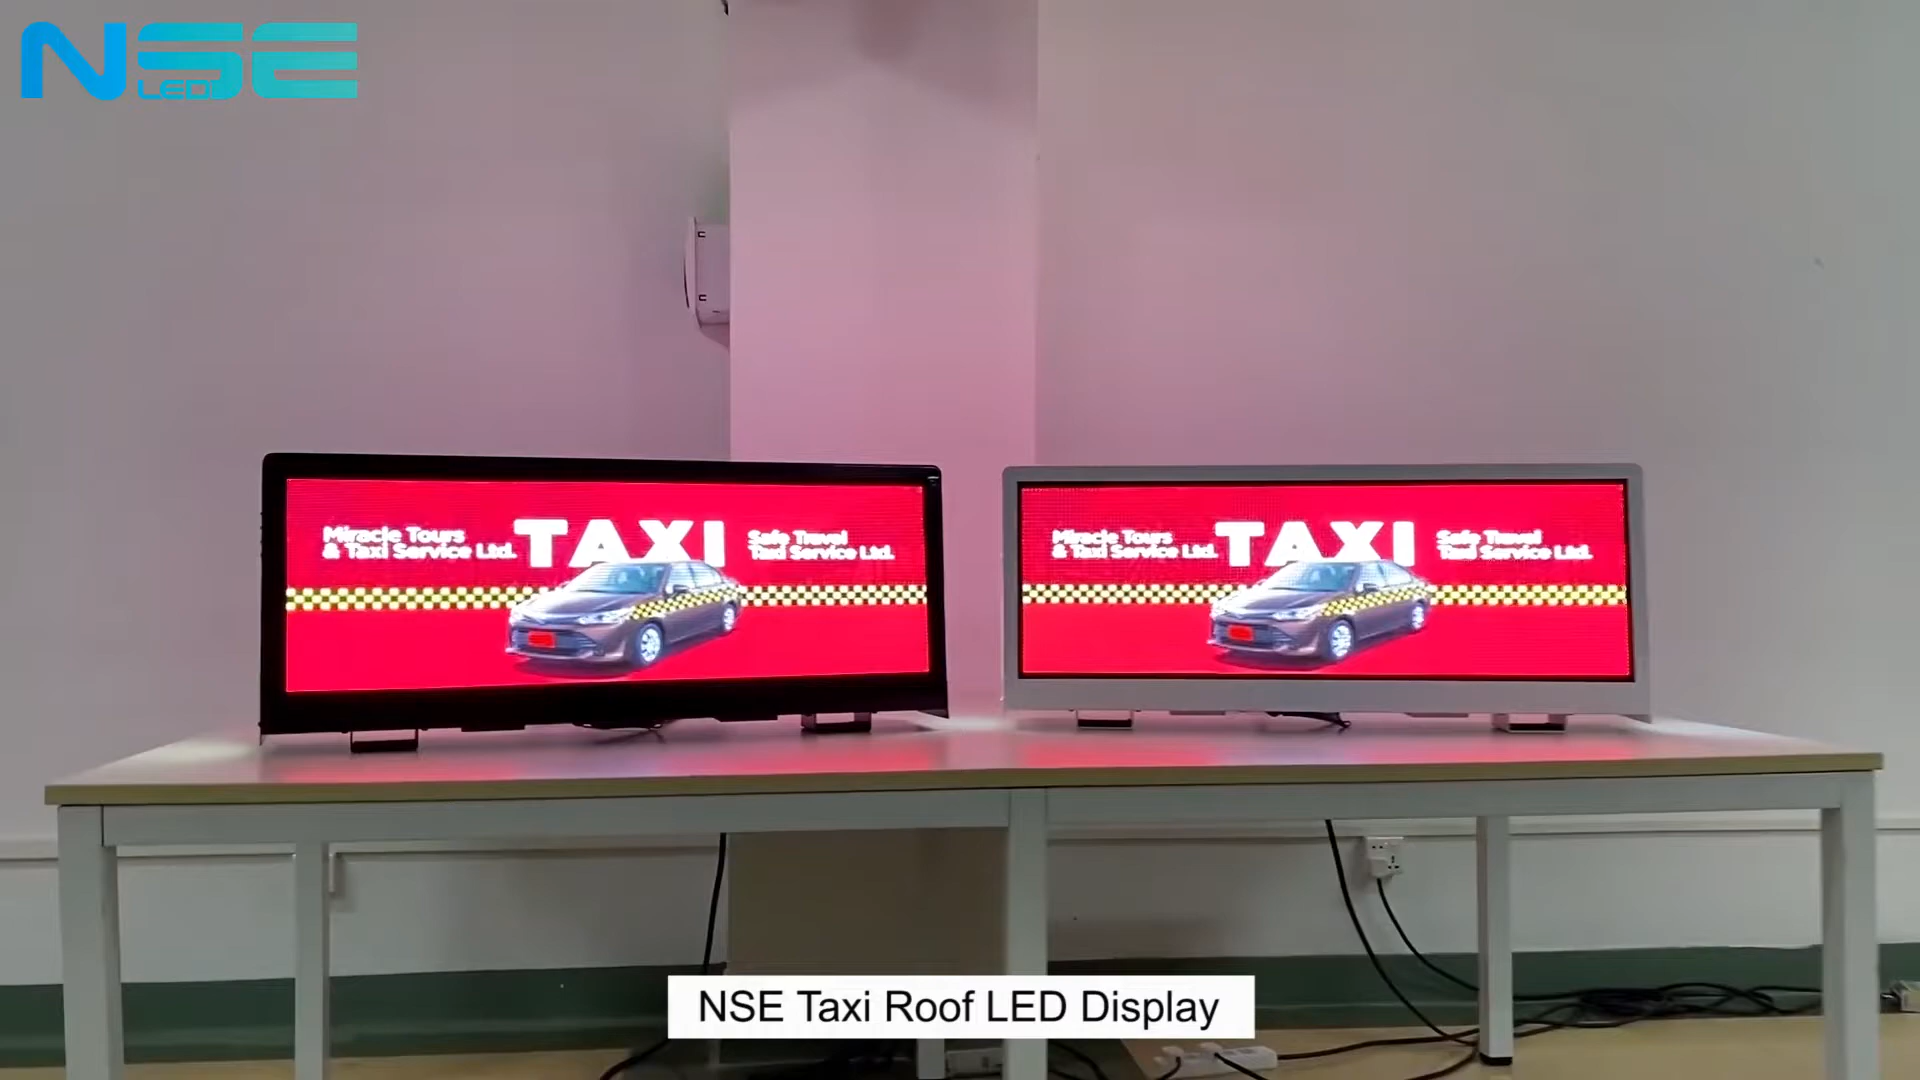 NSE
LED
Miracle Tours
& Taxi Service Ltd.
TAXI
Safe Travel
Taxi Service Ltd.
Miracle Tours
& Taxi Service Ltd.
TAXI
Safe Travel
Taxi Service Ltd.
NSE Taxi Roof LED Display